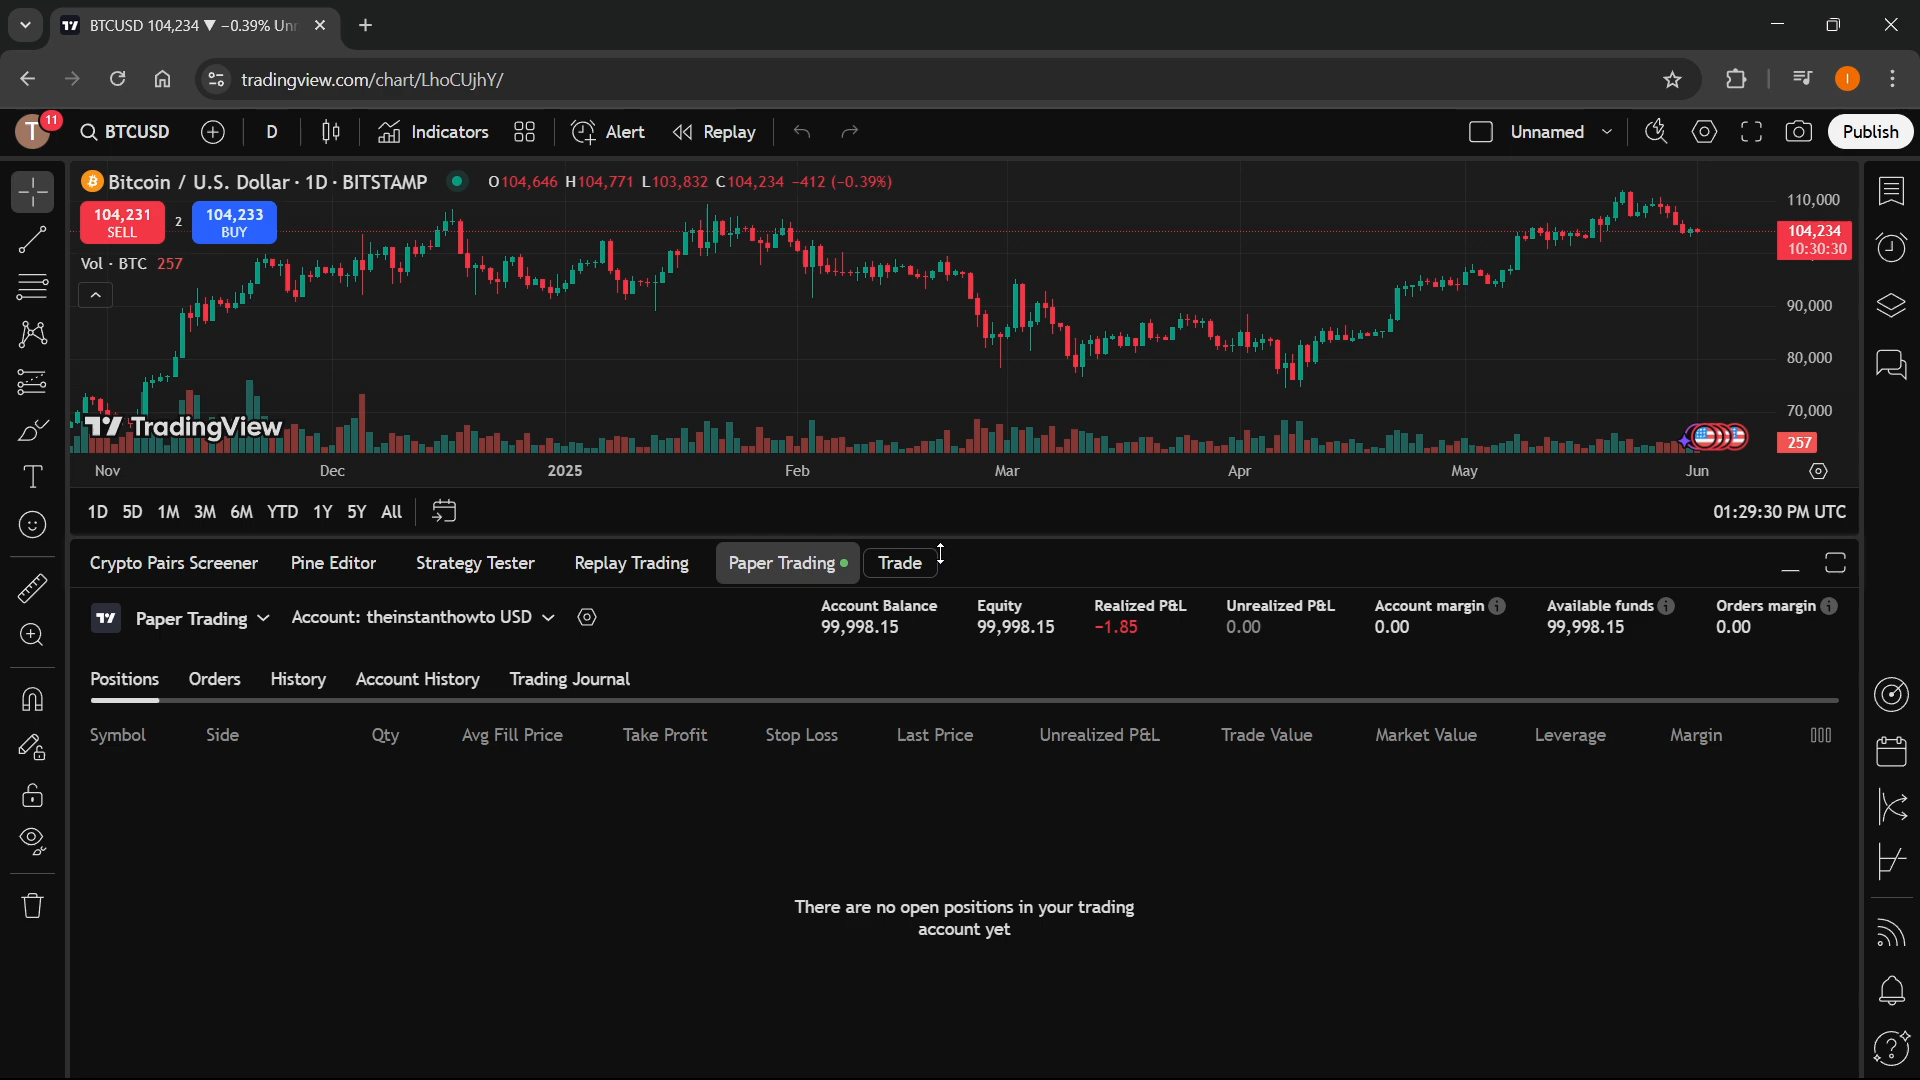 BTCUSD 104,234 ▼ −0.39% Unn
tradingview.com/chart/LhoCUjhY/
T 11 BTCUSD D Indicators Alert Replay Unnamed Publish
Bitcoin / U.S. Dollar · 1D · BITSTAMP O104,646 H104,771 L103,832 C104,234 −412 (−0.39%)
104,231 SELL 2 104,233 BUY
Vol · BTC 257
110,000
104,234
10:30:30
90,000
80,000
70,000
257
TradingView
Nov Dec 2025 Feb Mar Apr May Jun
1D 5D 1M 3M 6M YTD 1Y 5Y All 01:29:30 PM UTC
Crypto Pairs Screener Pine Editor Strategy Tester Replay Trading Paper Trading Trade
Paper Trading Account: theinstanthowto USD
Account Balance Equity Realized P&L Unrealized P&L Account margin Available funds Orders margin
99,998.15 99,998.15 −1.85 0.00 0.00 99,998.15 0.00
Positions Orders History Account History Trading Journal
Symbol Side Qty Avg Fill Price Take Profit Stop Loss Last Price Unrealized P&L Trade Value Market Value Leverage Margin
There are no open positions in your trading
account yet